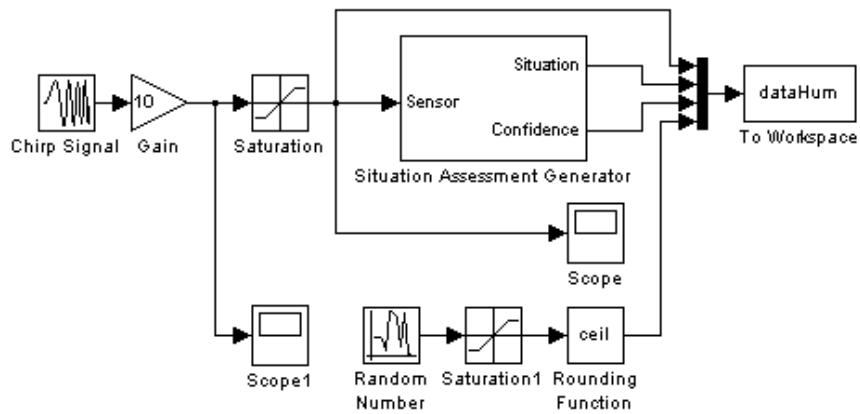 Chirp Signal
10
Gain
Saturation
Sensor
Situation
Confidence
Situation Assessment Generator
dataHum
To Workspace
Scope
Scope1
Random
Number
Saturation1
ceil
Rounding
Function